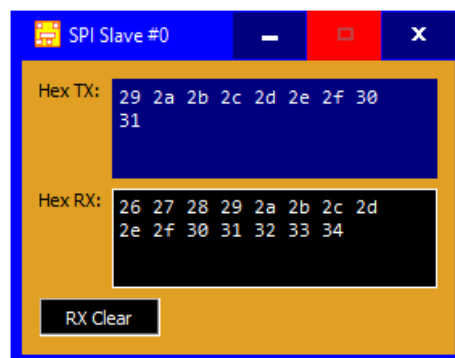 SPI Slave #0
Hex TX:
29 2a 2b 2c 2d 2e 2f 30
31
Hex RX:
26 27 28 29 2a 2b 2c 2d
2e 2f 30 31 32 33 34
RX Clear